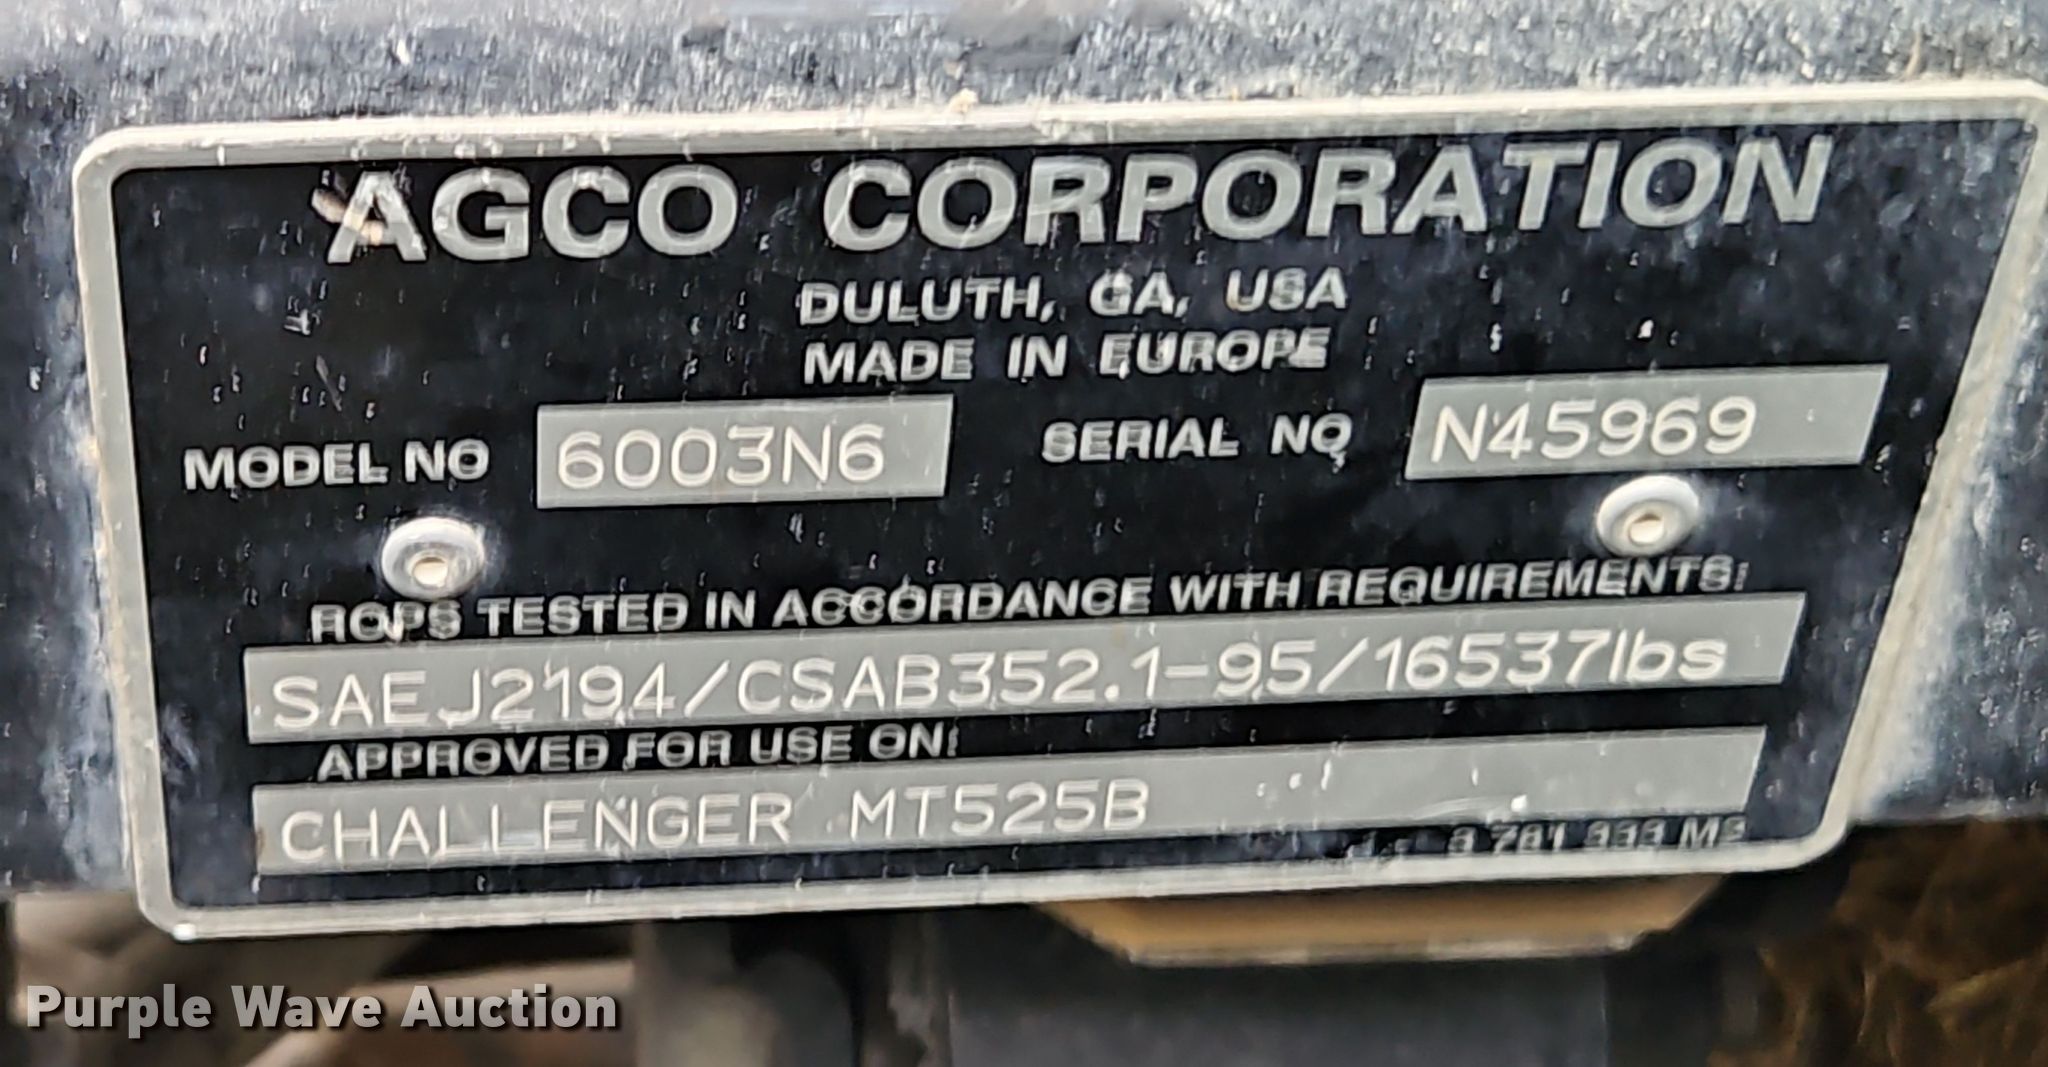 AGCO CORPORATION
DULUTH, GA, USA
MADE IN EUROPE
MODEL NO 6003N6 SERIAL NO N45969
ROPS TESTED IN ACCORDANCE WITH REQUIREMENTS:
SAEJ2194/CSAB352.1-95/16537lbs
APPROVED FOR USE ON:
CHALLENGER MT525B
Purple Wave Auction